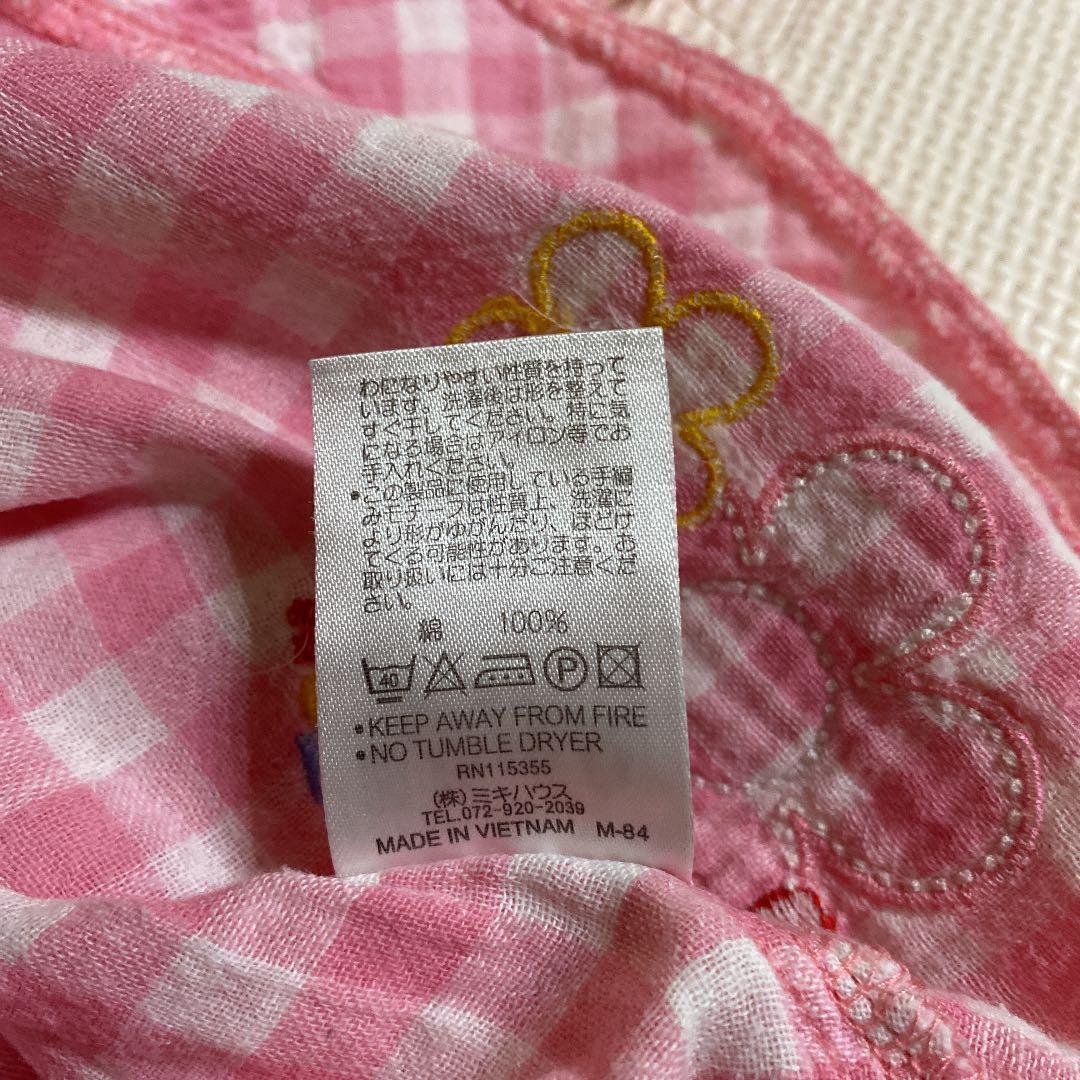 わになりやすい性質を持って
います。洗濯後は形を整えて
すぐ干してください。特に気
になる場合はアイロン等でお
手入れください。
•この製品に使用している手編
みモチーフは性質上、洗濯に
より形がゆがんだり、ほどけ
てくる可能性があります。お
取り扱いには十分ご注意くだ
さい。
綿 100%
40 P
•KEEP AWAY FROM FIRE
•NO TUMBLE DRYER
RN115355
(株)ミキハウス
TEL.072-920-2039
MADE IN VIETNAM M-84